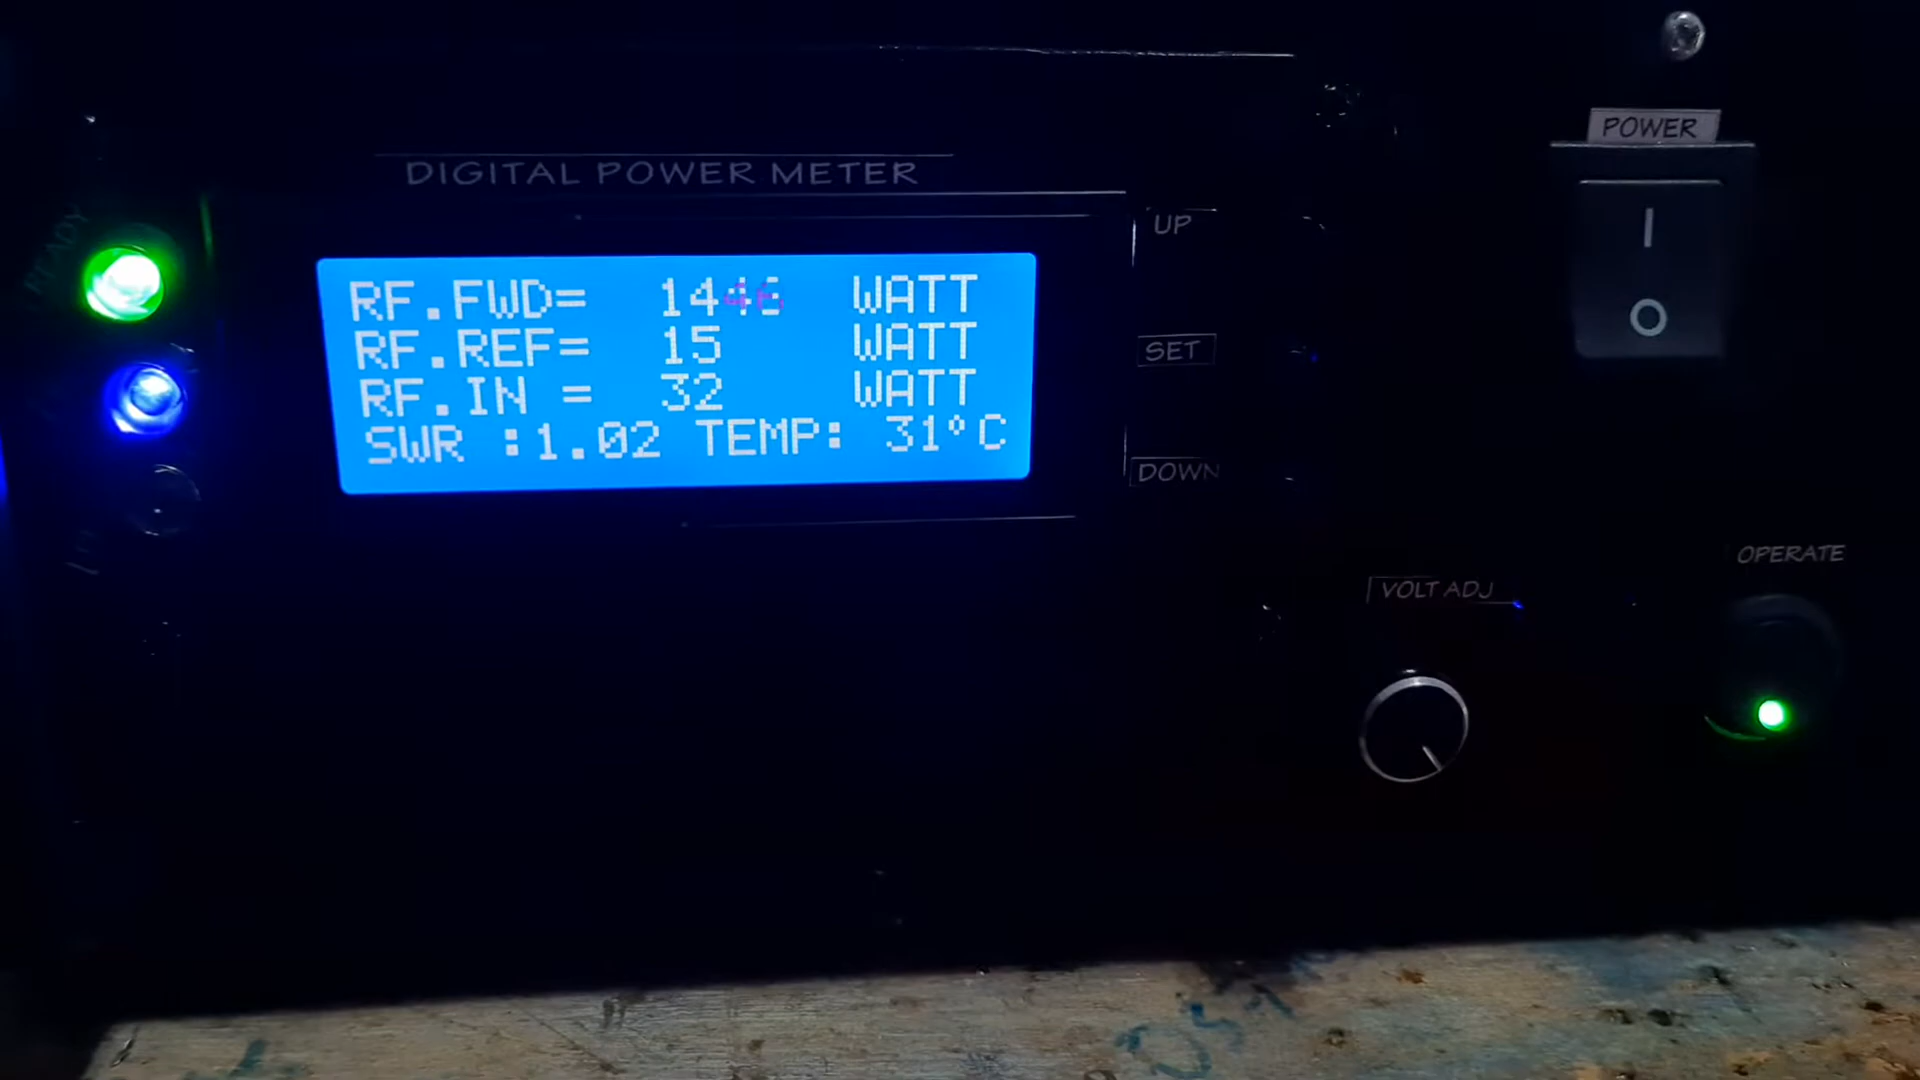 POWER
DIGITAL POWER METER
READY
UP
RF.FWD= 1446 WATT
RF.REF= 15 WATT
RF.IN = 32 WATT
SWR :1.02 TEMP: 31°C
SET
DOWN
OPERATE
VOLT ADJ